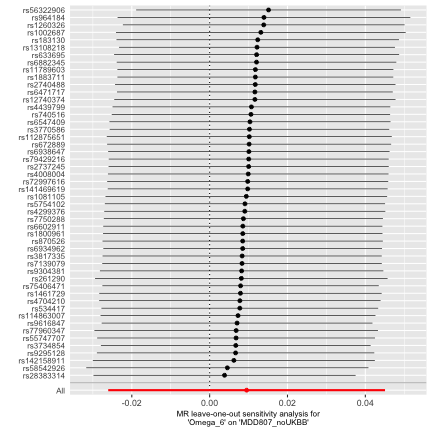 rs56322906
rs964184
rs1260326
rs1002687
rs183130
rs13108218
rs633695
rs6882345
rs11789603
rs1883711
rs2740488
rs6471717
rs12740374
rs4439799
rs740516
rs6547409
rs3770586
rs112875651
rs672889
rs6938647
rs79429216
rs2737245
rs4008004
rs72997616
rs141469619
rs1081105
rs5754102
rs4299376
rs7750288
rs6602911
rs1800961
rs870526
rs6934962
rs3817335
rs7139079
rs9304381
rs261290
rs75406471
rs1461729
rs4704210
rs534417
rs114863007
rs9616847
rs77960347
rs55747707
rs3734854
rs9295128
rs142158911
rs58542926
rs28383314
All
-0.02 0.00 0.02 0.04
MR leave-one-out sensitivity analysis for
'Omega_6' on 'MDD807_noUKBB'